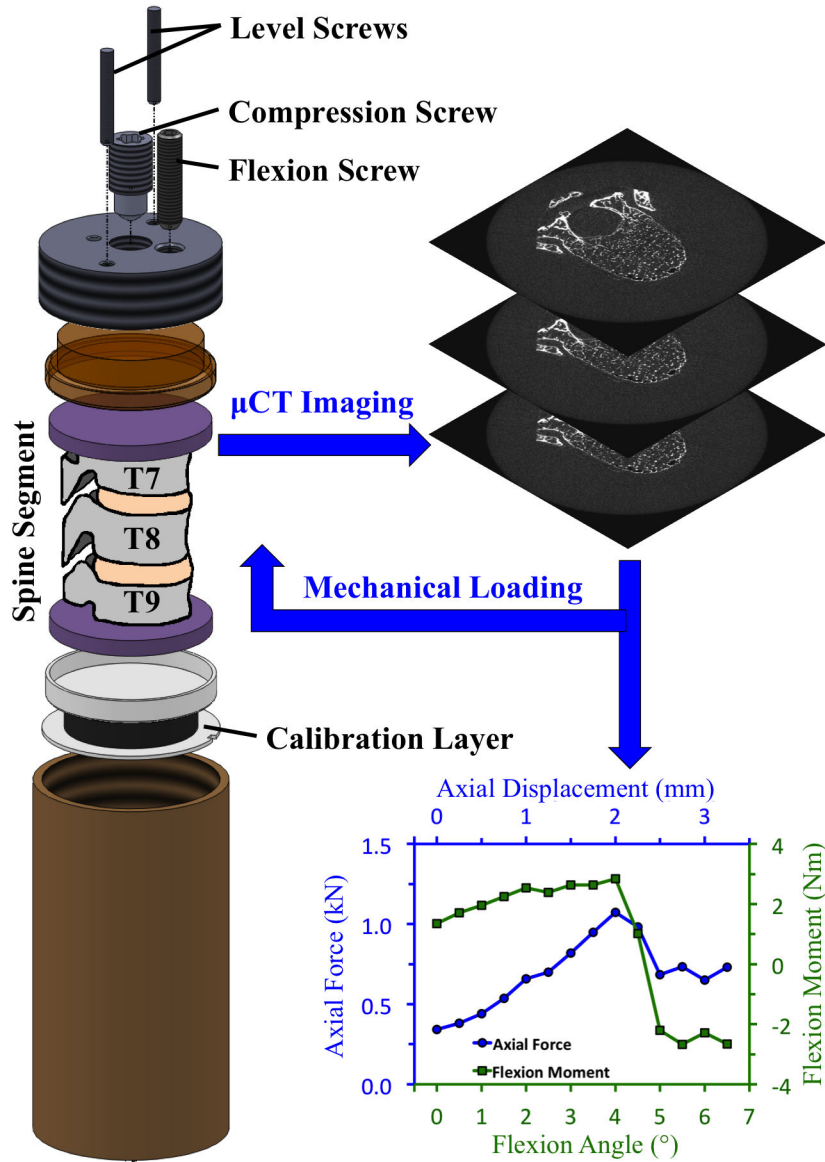 Level Screws
Compression Screw
Flexion Screw
µCT Imaging
Spine Segment
T7
T8
T9
Mechanical Loading
Calibration Layer
Axial Displacement (mm)
0 1 2 3
1.5
1.0
0.5
0.0
Axial Force (kN)
4
2
0
-2
-4
Flexion Moment (Nm)
Axial Force
Flexion Moment
0 1 2 3 4 5 6 7
Flexion Angle (°)